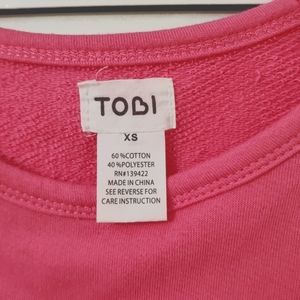 TOBI
XS
60 %COTTON
40 %POLYESTER
RN#139422
MADE IN CHINA
SEE REVERSE FOR
CARE INSTRUCTION